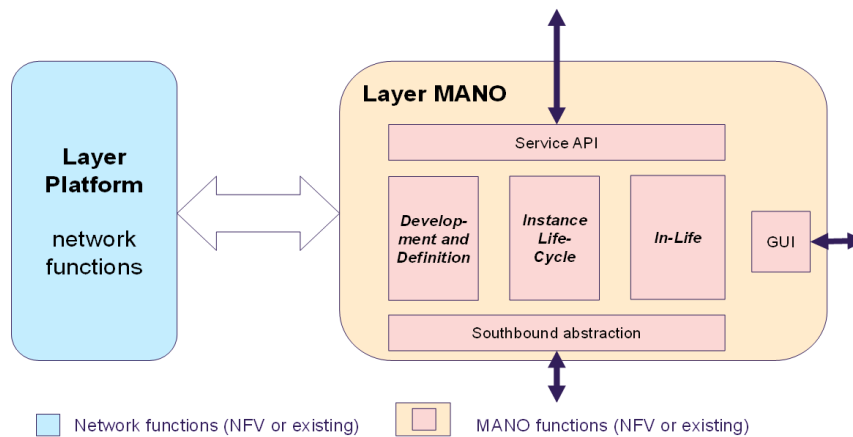 Layer MANO
Service API
Layer
Platform
network
functions
Develop-
ment and
Definition
Instance
Life-
Cycle
In-Life
GUI
Southbound abstraction
Network functions (NFV or existing)
MANO functions (NFV or existing)